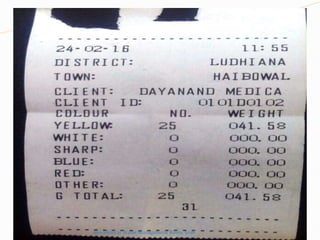 24-02-16 11:55
DISTRICT: LUDHIANA
TOWN: HAIBOWAL
CLIENT: DAYANAND MEDICA
CLIENT ID: 0101D0102
COLOUR NO. WEIGHT
YELLOW: 25 041.58
WHITE: 0 000.00
SHARP: 0 000.00
BLUE: 0 000.00
RED: 0 000.00
OTHER: 0 000.00
G TOTAL: 25 041.58
31